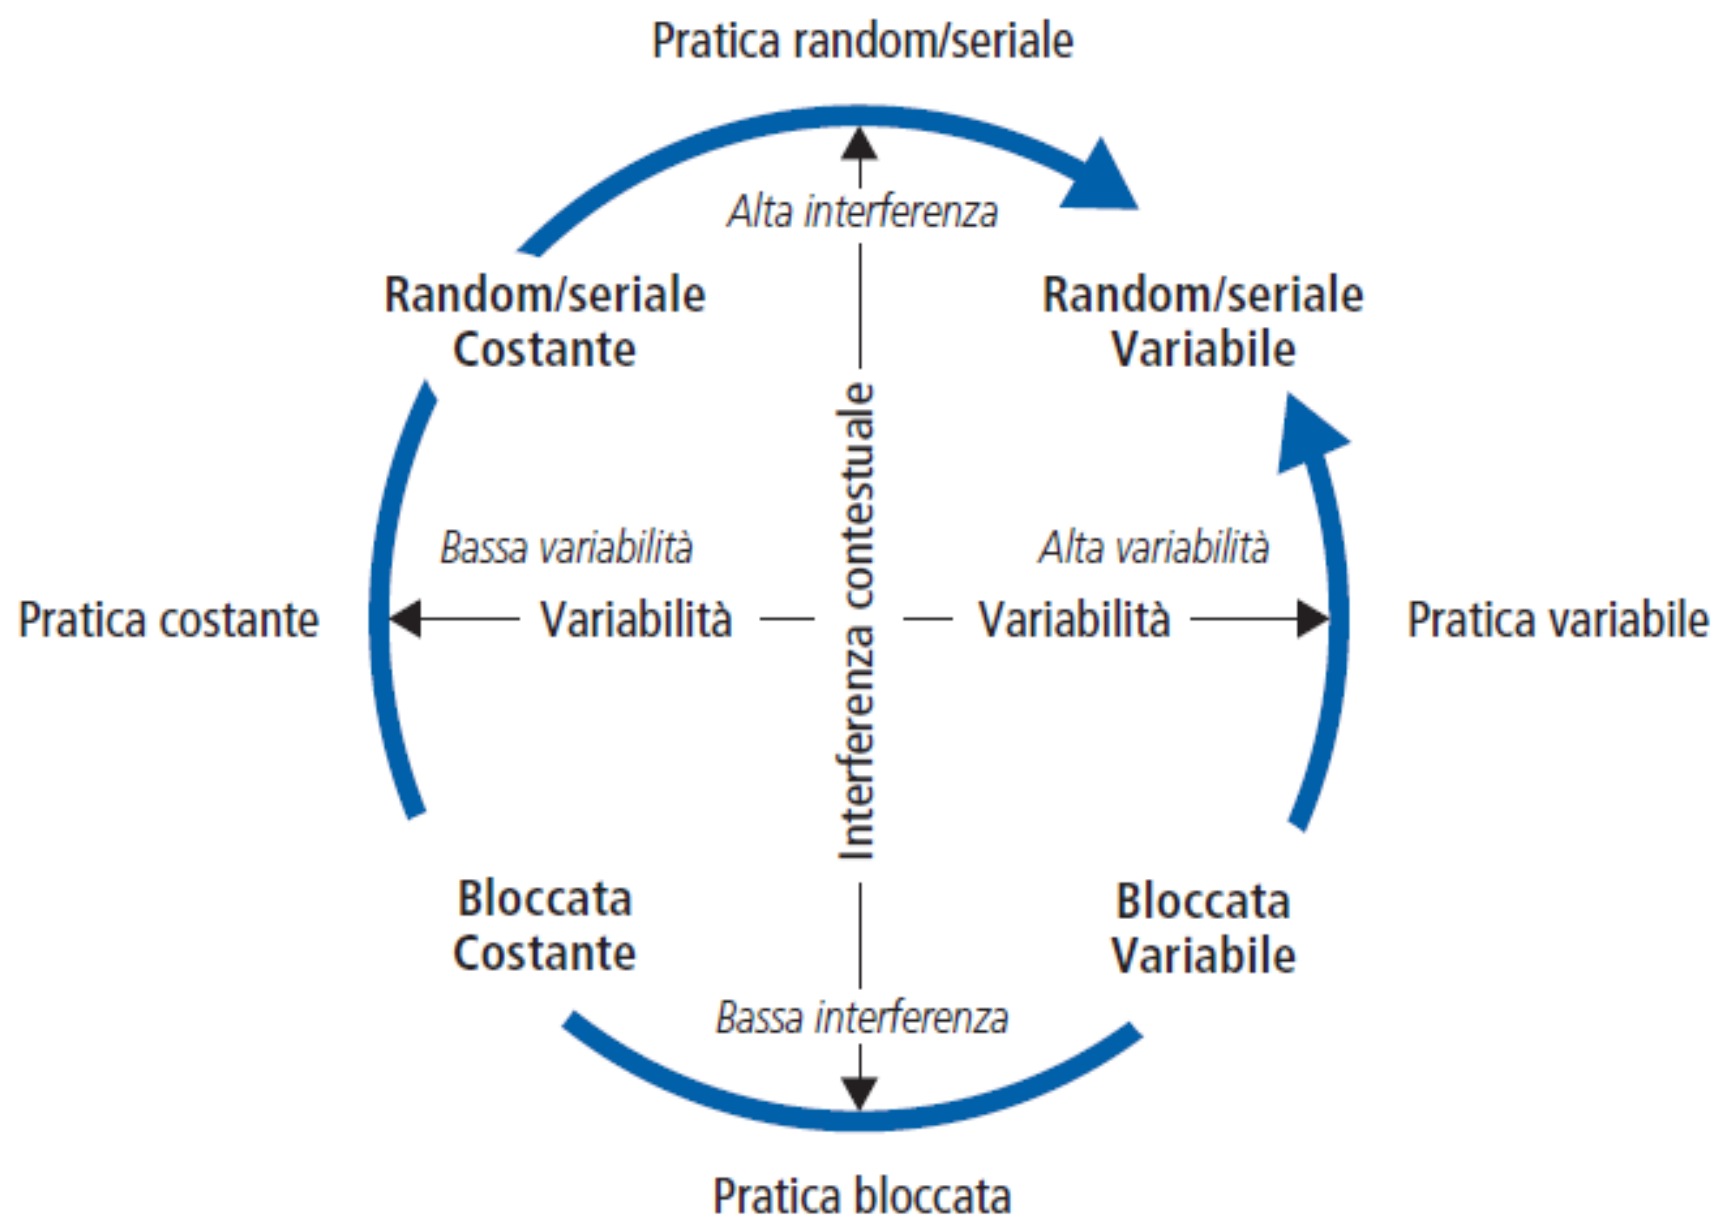 Pratica random/seriale
Alta interferenza
Random/seriale
Costante
Random/seriale
Variabile
Interferenza contestuale
Bassa variabilità
Alta variabilità
Pratica costante
Variabilità
Variabilità
Pratica variabile
Bloccata
Costante
Bloccata
Variabile
Bassa interferenza
Pratica bloccata